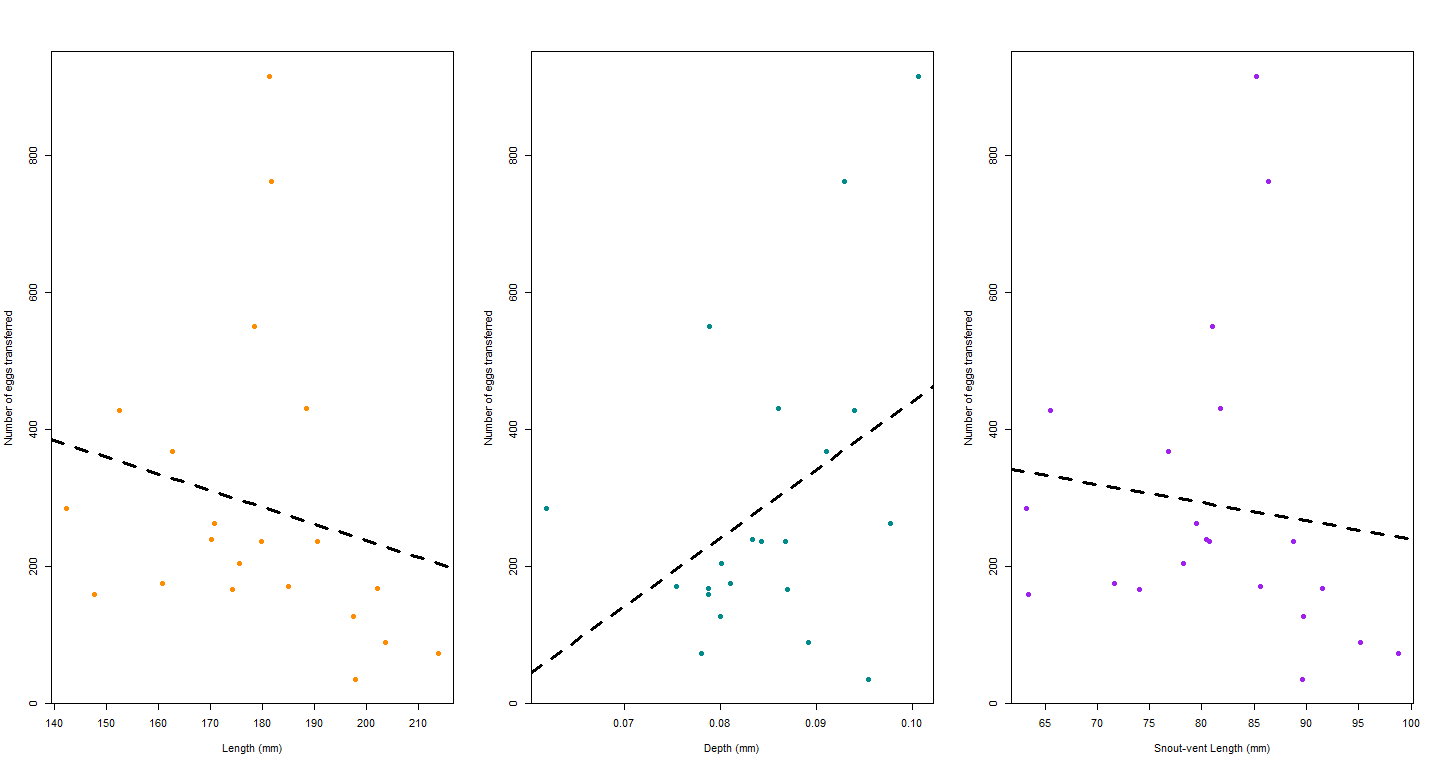 Number of eggs transferred
800
600
400
200
0
140 150 160 170 180 190 200 210
Length (mm)
Number of eggs transferred
800
600
400
200
0
0.07 0.08 0.09 0.10
Depth (mm)
Number of eggs transferred
800
600
400
200
0
65 70 75 80 85 90 95 100
Snout-vent Length (mm)